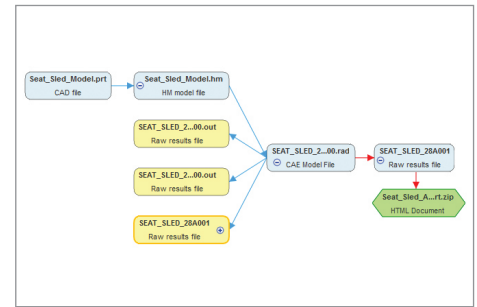 Seat_Sled_Model.prt
CAD file
Seat_Sled_Model.hm
HM model file
SEAT_SLED_2...00.out
Raw results file
SEAT_SLED_2...00.rad
CAE Model File
SEAT_SLED_28A001
Raw results file
SEAT_SLED_2...00.out
Raw results file
Seat_Sled_A...rt.zip
HTML Document
SEAT_SLED_28A001
Raw results file